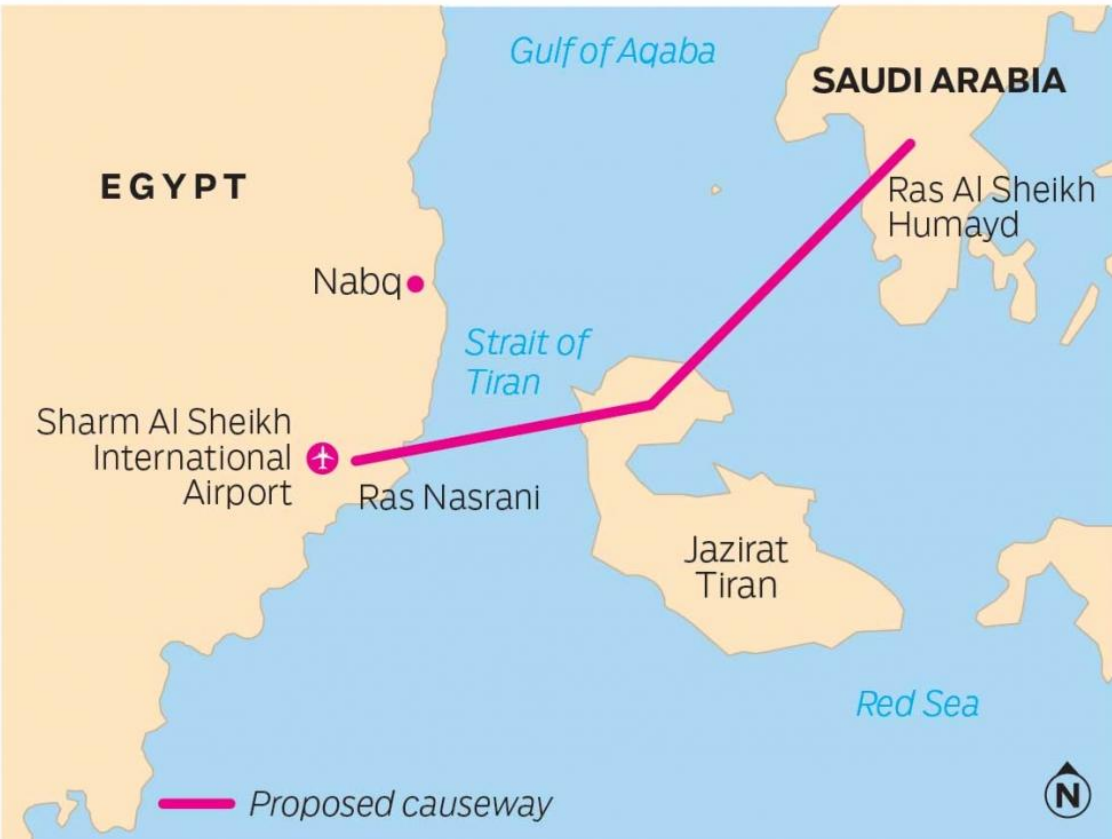 Gulf of Aqaba
SAUDI ARABIA
EGYPT
Ras Al Sheikh
Humayd
Nabq
Strait of
Tiran
Sharm Al Sheikh
International
Airport
Ras Nasrani
Jazirat
Tiran
Red Sea
Proposed causeway
N